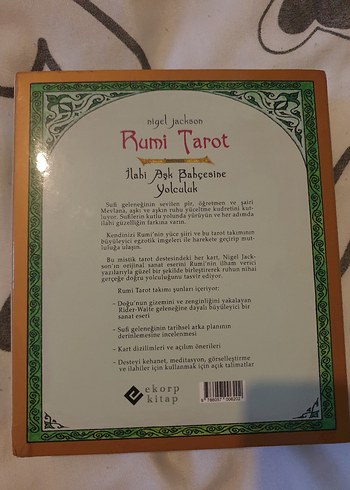 nigel jackson
Rumi Tarot
İlahi Aşk Bahçesine
Yolculuk
Sufi geleneğinin sevilen pir, öğretmen ve şairi
Mevlana, aşkı ve aşkın ruhu yüceltme kudretini kut-
luyor. Sufilerin kutlu yolunda yürüyün ve her adımda
ilahi güzelliğin farkına varın.
Kendinizi Rumi'nin yüce şiiri ve bu tarot takımının
büyüleyici egzotik imgeleri ile harekete geçirip mut-
luluğa ulaşın.
Bu mistik tarot destesindeki her kart, Nigel Jack-
son'ın orijinal sanat eserini Rumi'nin ilham verici
yazılarıyla güzel bir şekilde birleştirerek ruhun nihai
gerçeğe doğru yolculuğunu tasvir ediyor.
Rumi Tarot takımı şunları içeriyor:
- Doğu'nun gizemini ve zenginliğini yakalayan
Rider-Waite geleneğine dayalı büyüleyici bir
sanat eseri
- Sufi geleneğinin tarihsel arka planının
derinlemesine incelenmesi
- Kart dizilimleri ve açılım önerileri
- Desteyi kehanet, meditasyon, görselleştirme
ve ilahiler için kullanmak için açık talimatlar
ekorp
kitap